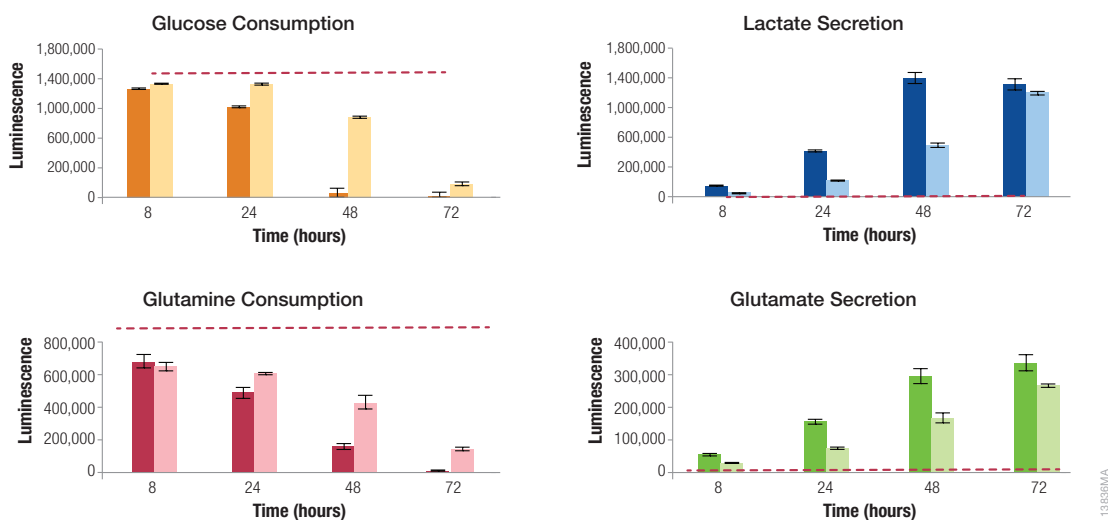 Glucose Consumption
Luminescence
1,800,000
1,400,000
1,000,000
600,000
200,000
0
8 24 48 72
Time (hours)
Lactate Secretion
Luminescence
1,800,000
1,400,000
1,000,000
600,000
200,000
0
8 24 48 72
Time (hours)
Glutamine Consumption
Luminescence
800,000
600,000
400,000
200,000
0
8 24 48 72
Time (hours)
Glutamate Secretion
Luminescence
400,000
300,000
200,000
100,000
0
8 24 48 72
Time (hours)
13836MA